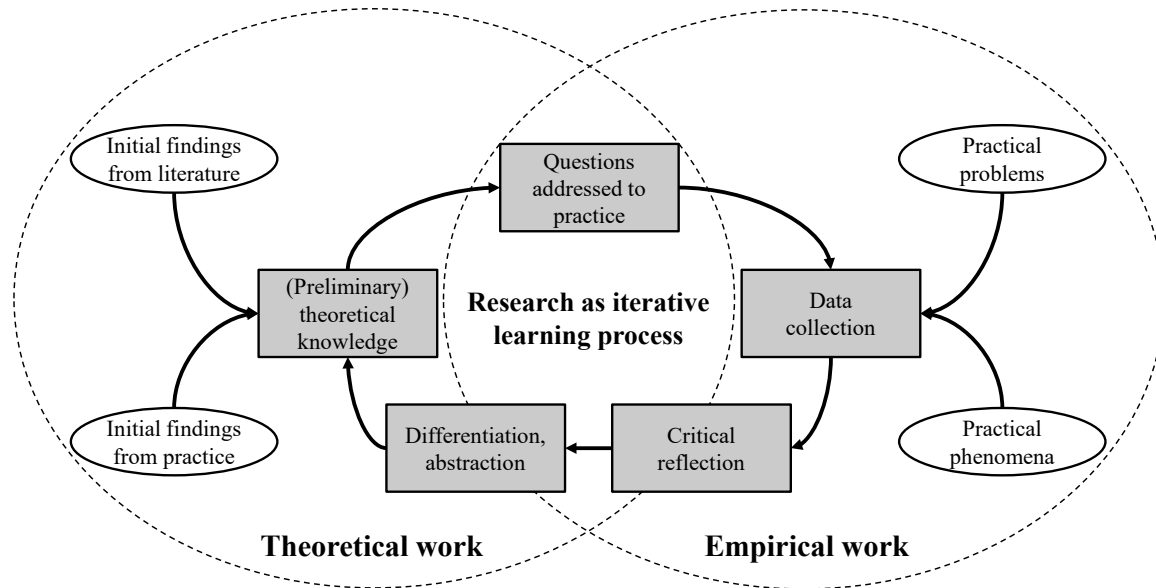 Initial findings
from literature
Questions
addressed to
practice
Practical
problems
(Preliminary)
theoretical
knowledge
Research as iterative
learning process
Data
collection
Initial findings
from practice
Differentiation,
abstraction
Critical
reflection
Practical
phenomena
Theoretical work
Empirical work